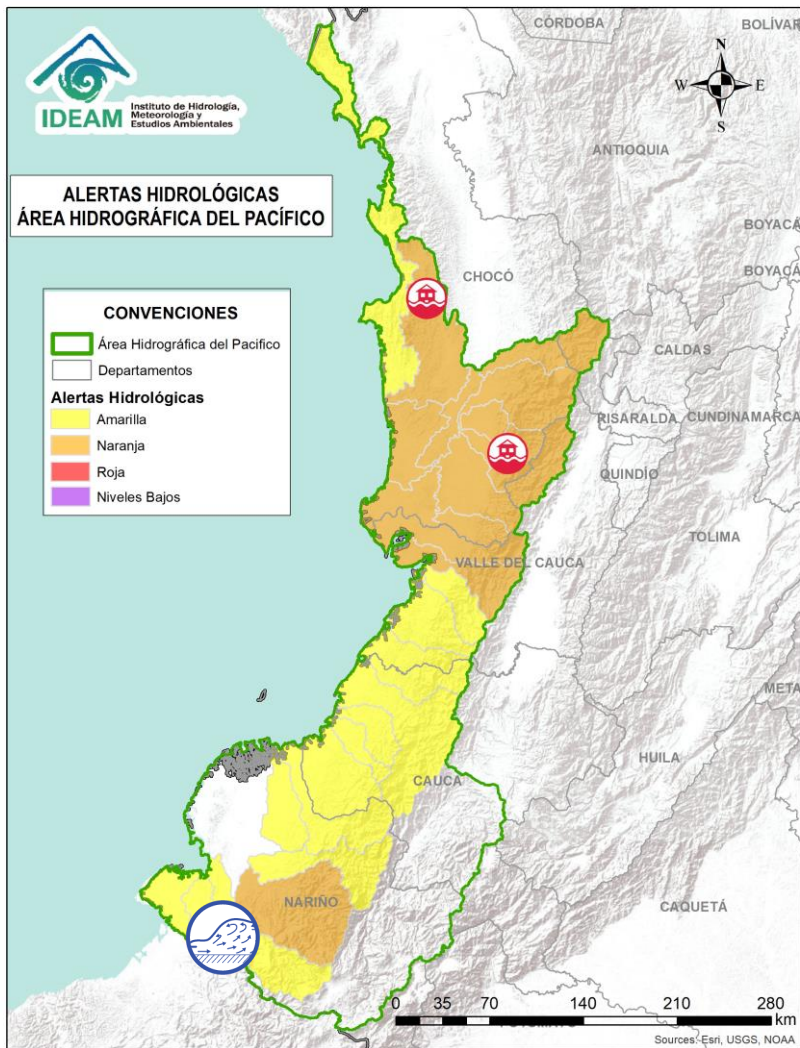 IDEAM
Instituto de Hidrología,
Meteorología y
Estudios Ambientales
ALERTAS HIDROLÓGICAS
ÁREA HIDROGRÁFICA DEL PACÍFICO
CONVENCIONES
Área Hidrográfica del Pacifico
Departamentos
Alertas Hidrológicas
Amarilla
Naranja
Roja
Niveles Bajos
N
W
E
S
CÓRDOBA
BOLÍVAR
ANTIOQUIA
BOYACÁ
BOYACÁ
CHOCÓ
CALDAS
RISARALDA
CUNDINAMARCA
QUINDÍO
TOLIMA
VALLE DEL CAUCA
META
HUILA
CAUCA
NARIÑO
CAQUETÁ
0 35 70 140 210 280
km
Sources: Esri, USGS, NOAA